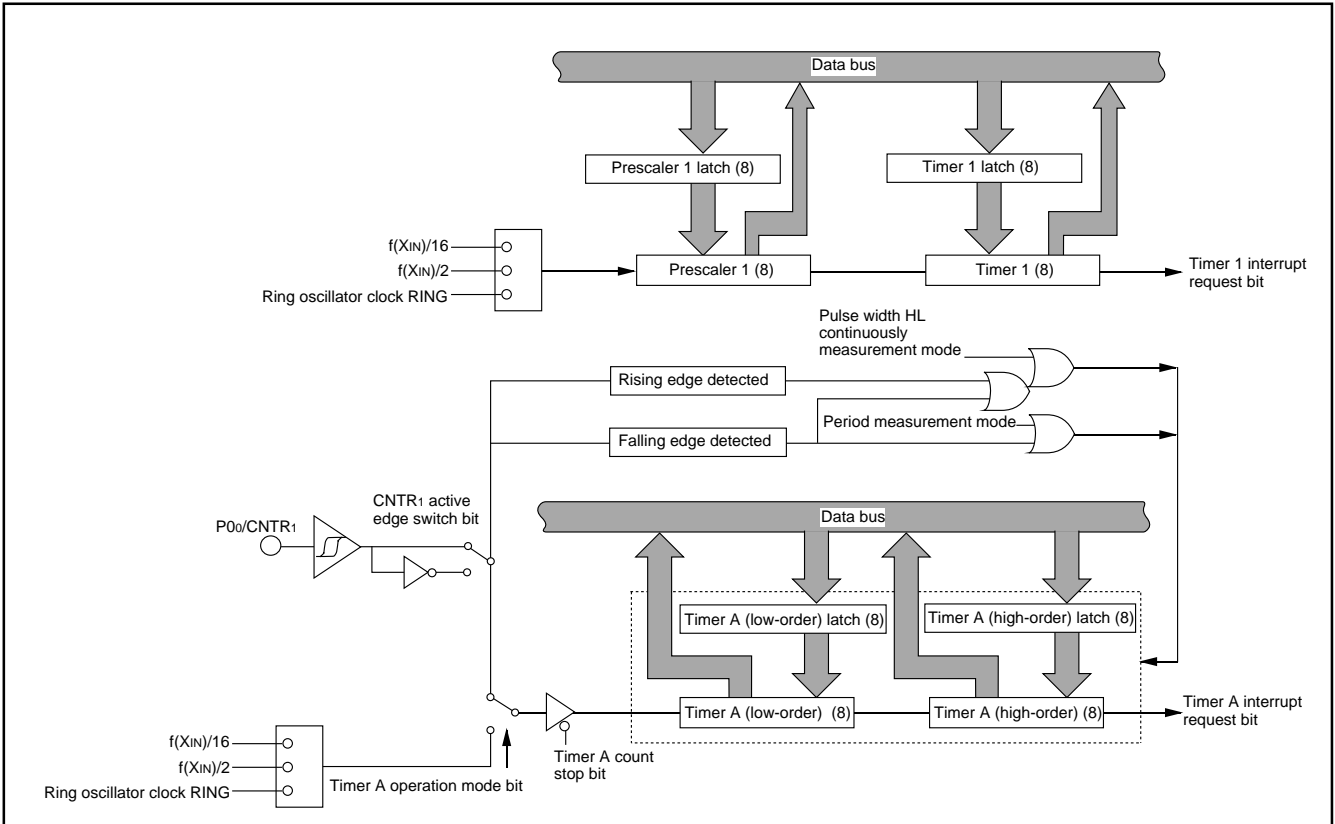 Data bus
Prescaler 1 latch (8)
Timer 1 latch (8)
f(XIN)/16
f(XIN)/2
Ring oscillator clock RING
Prescaler 1 (8)
Timer 1 (8)
Timer 1 interrupt
request bit
Pulse width HL
continuously
measurement mode
Rising edge detected
Period measurement mode
Falling edge detected
CNTR1 active
edge switch bit
P00/CNTR1
Data bus
Timer A (low-order) latch (8)
Timer A (high-order) latch (8)
Timer A (low-order) (8)
Timer A (high-order) (8)
Timer A interrupt
request bit
f(XIN)/16
f(XIN)/2
Ring oscillator clock RING
Timer A operation mode bit
Timer A count
stop bit